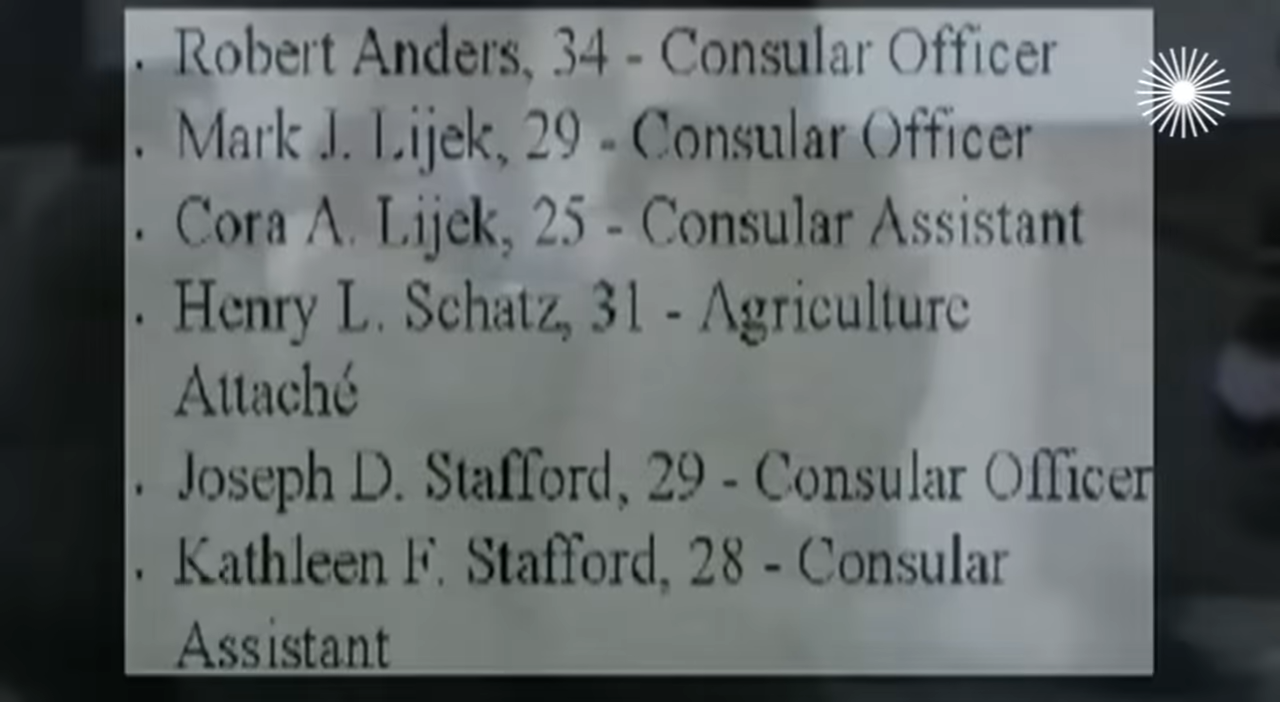 . Robert Anders, 34 - Consular Officer
. Mark J. Lijek, 29 - Consular Officer
. Cora A. Lijek, 25 - Consular Assistant
. Henry L. Schatz, 31 - Agriculture
Attaché
. Joseph D. Stafford, 29 - Consular Officer
. Kathleen F. Stafford, 28 - Consular
Assistant